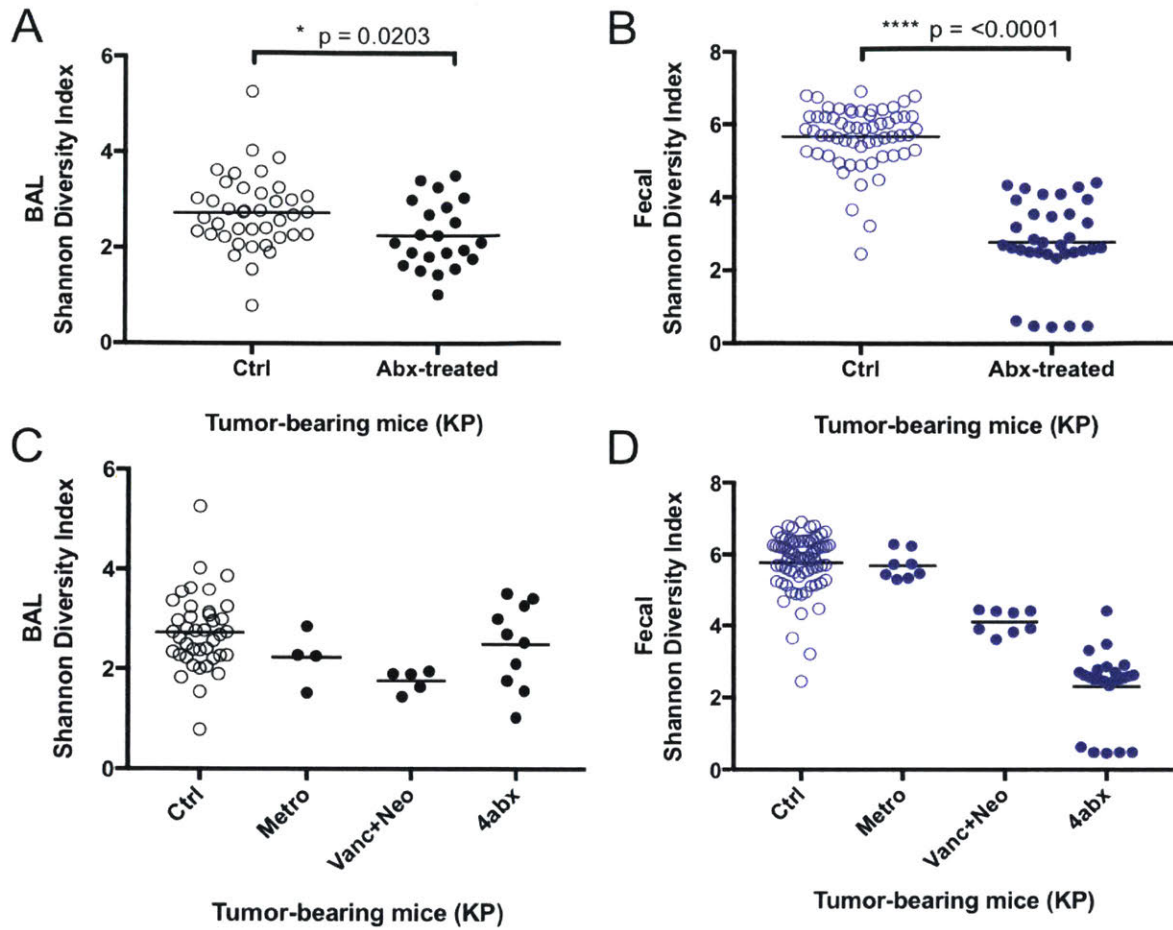 A
* p = 0.0203
BAL
Shannon Diversity Index
6
4
2
0
Ctrl
Abx-treated
Tumor-bearing mice (KP)
B
**** p = <0.0001
Fecal
Shannon Diversity Index
8
6
4
2
0
Ctrl
Abx-treated
Tumor-bearing mice (KP)
C
BAL
Shannon Diversity Index
6
4
2
0
Ctrl
Metro
Vanc+Neo
4abx
Tumor-bearing mice (KP)
D
Fecal
Shannon Diversity Index
8
6
4
2
0
Ctrl
Metro
Vanc+Neo
4abx
Tumor-bearing mice (KP)